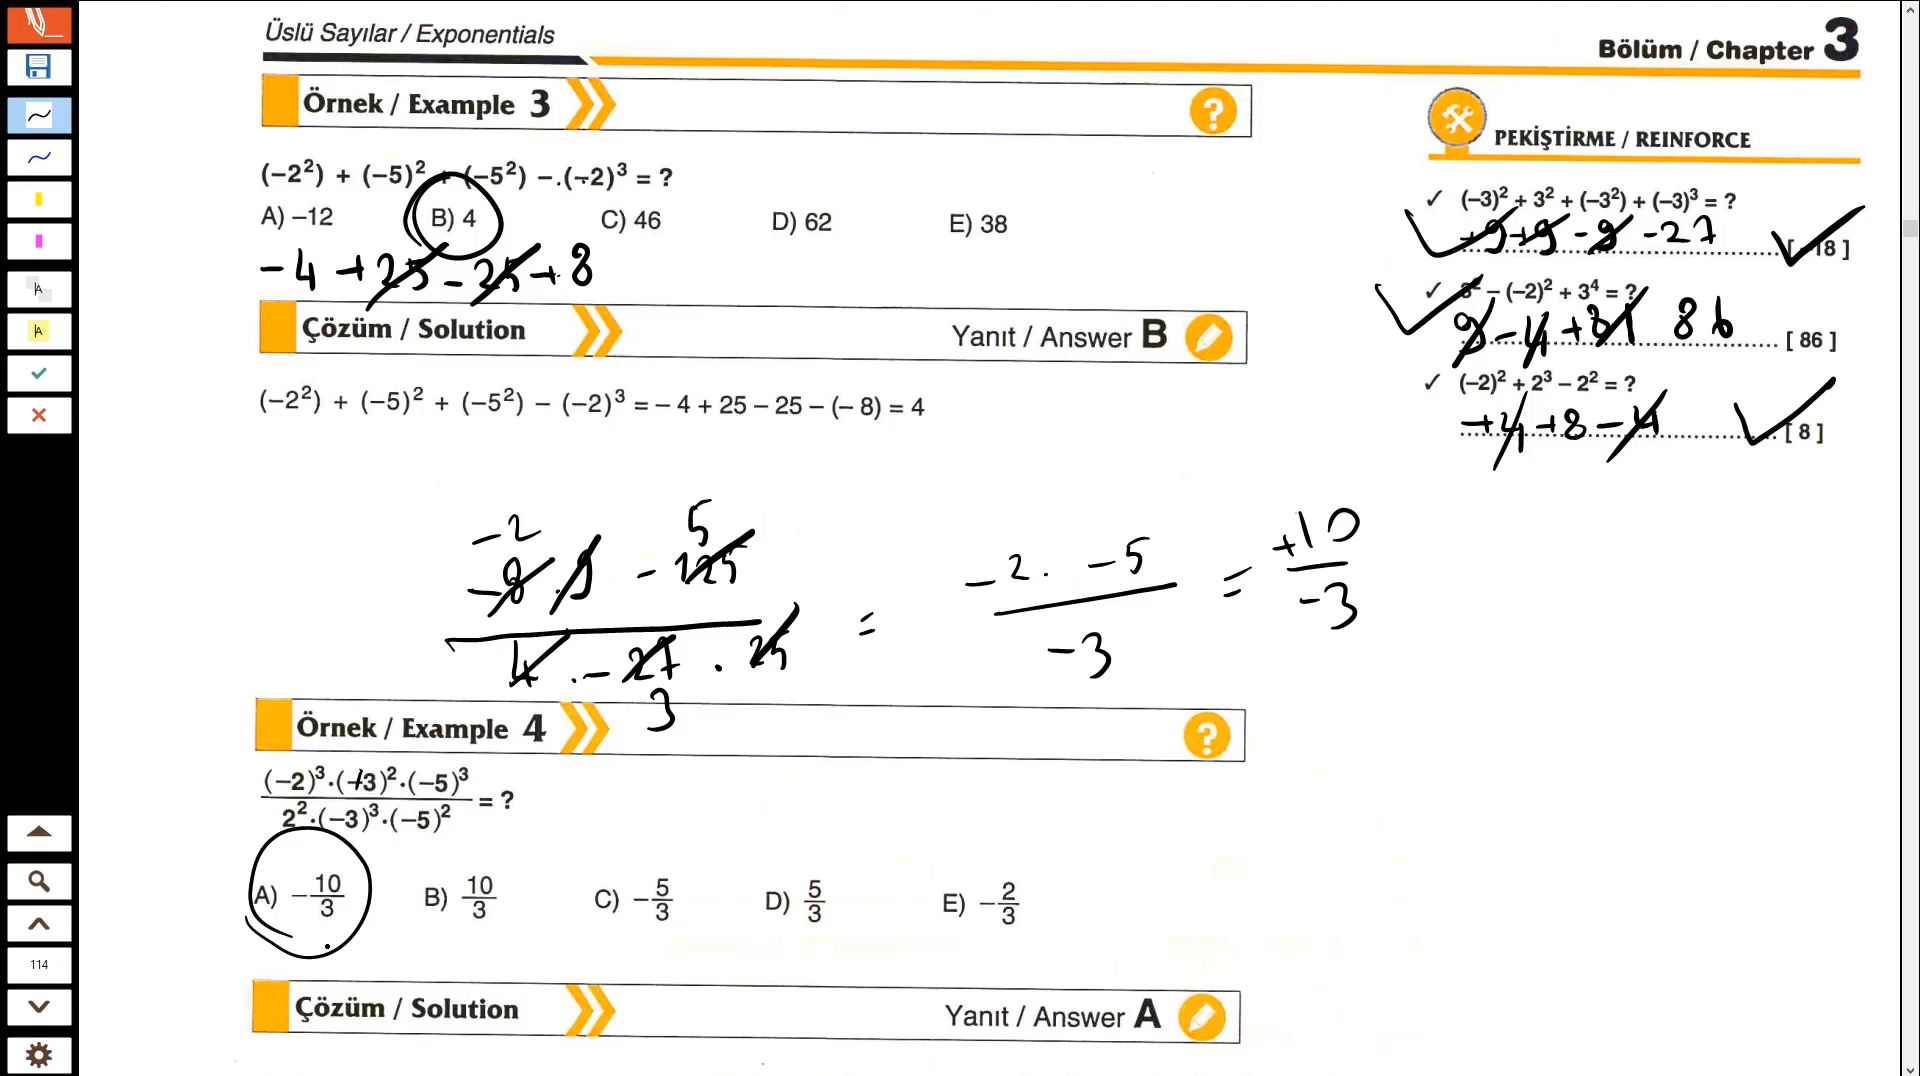 Üslü Sayılar / Exponentials
Bölüm / Chapter 3
Örnek / Example 3
?
(-2²) + (-5)² + (-5²) - (-2)³ = ?
A) -12 B) 4 C) 46 D) 62 E) 38
-4 + 25 - 25 + 8
Çözüm / Solution
Yanıt / Answer B
(-2²) + (-5)² + (-5²) - (-2)³ = -4 + 25 - 25 - (-8) = 4
PEKİŞTİRME / REINFORCE
✓ (-3)² + 3² + (-3²) + (-3)³ = ?
+9 +9 -9 -27 [ -18 ]
✓ 3² - (-2)² + 3⁴ = ?
9 - 4 + 81 86 [ 86 ]
✓ (-2)² + 2³ - 2² = ?
+4 +8 -4 [ 8 ]
-2 5
-8 . 9 - 125
4 . -27 . 25
3
= -2 . -5
-3
= +10
-3
Örnek / Example 4
?
(-2)³·(+3)²·(-5)³
2²·(-3)³·(-5)² = ?
A) -10/3 B) 10/3 C) -5/3 D) 5/3 E) -2/3
Çözüm / Solution
Yanıt / Answer A
A
A
114